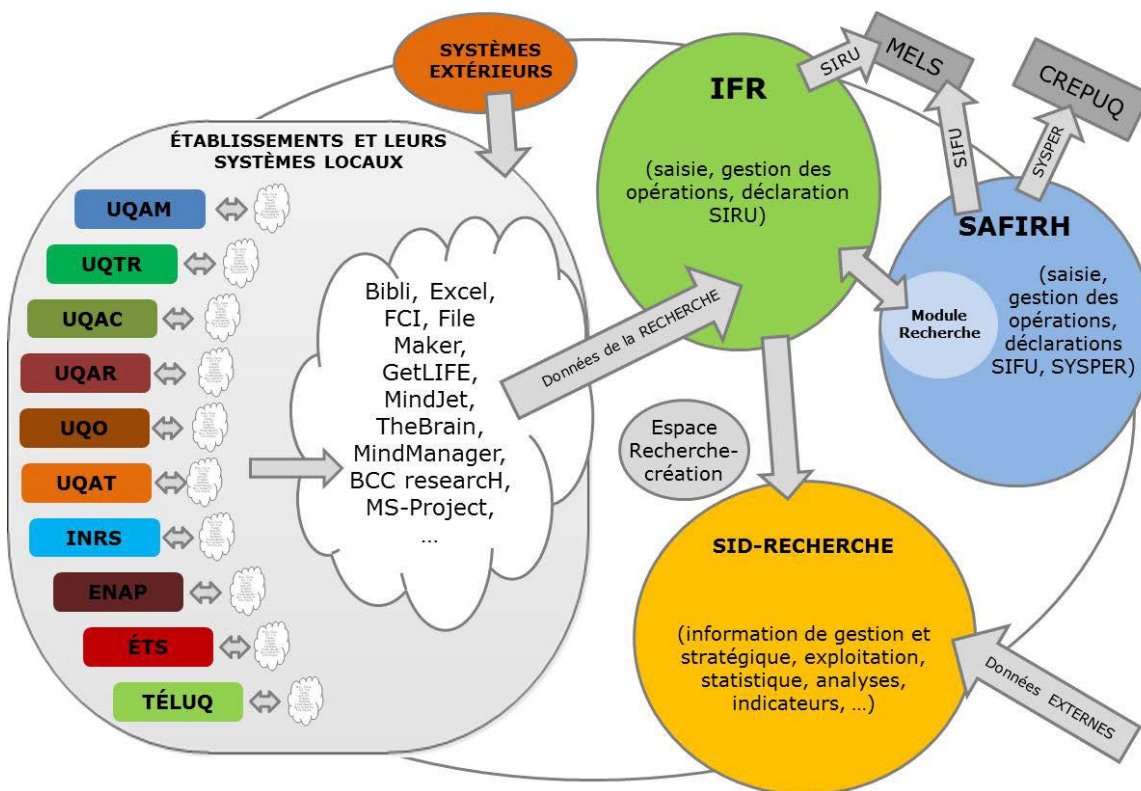 SYSTÈMES
EXTÉRIEURS
ÉTABLISSEMENTS ET LEURS
SYSTÈMES LOCAUX
UQAM
UQTR
UQAC
UQAR
UQO
UQAT
INRS
ENAP
ÉTS
TÉLUQ
Bibli, Excel,
FCI, File
Maker,
GetLIFE,
MindJet,
TheBrain,
MindManager,
BCC researcH,
MS-Project,
...
Données de la RECHERCHE
IFR
(saisie, gestion des
opérations, déclaration
SIRU)
SIRU
MELS
SIFU
SYSPER
CREPUQ
SAFIRH
(saisie,
gestion des
opérations,
déclarations
SIFU, SYSPER)
Module
Recherche
Espace
Recherche-
création
SID-RECHERCHE
(information de gestion et
stratégique, exploitation,
statistique, analyses,
indicateurs, ...)
Données EXTERNES